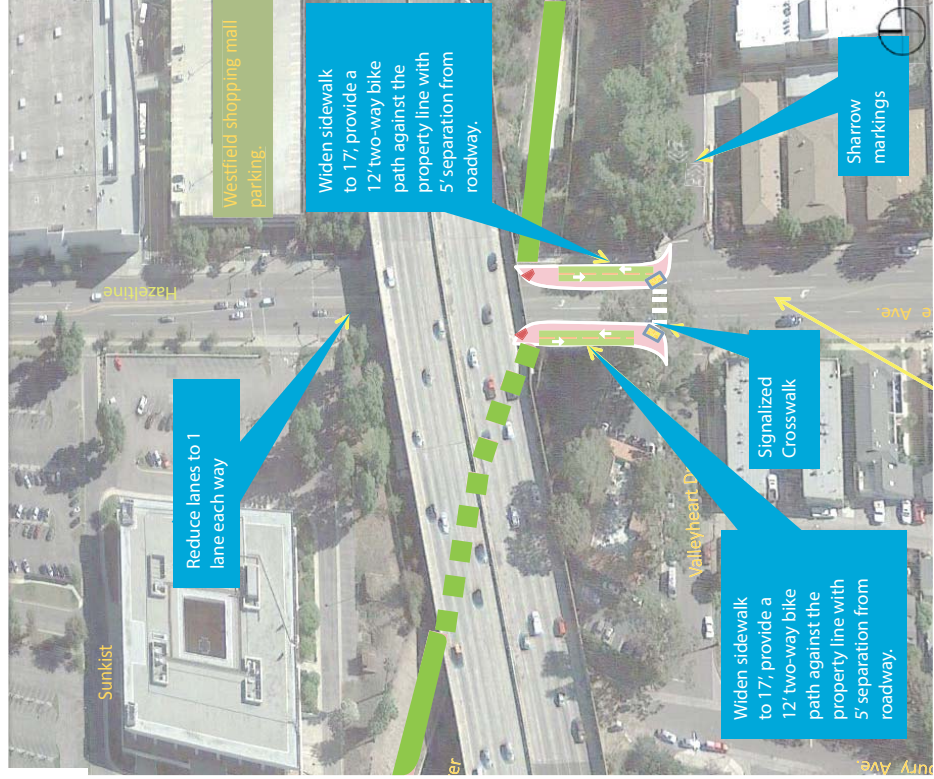 Westfield shopping mall
parking.
Widen sidewalk
to 17’, provide a
12’ two-way bike
path against the
property line with
5’ separation from
roadway.
Sharrow
markings
Hazeltine
Reduce lanes to 1
lane each way
Sunkist
Signalized
Crosswalk
Valleyheart D
Widen sidewalk
to 17’, provide a
12’ two-way bike
path against the
property line with
5’ separation from
roadway.
e Ave.
er
bury Ave.